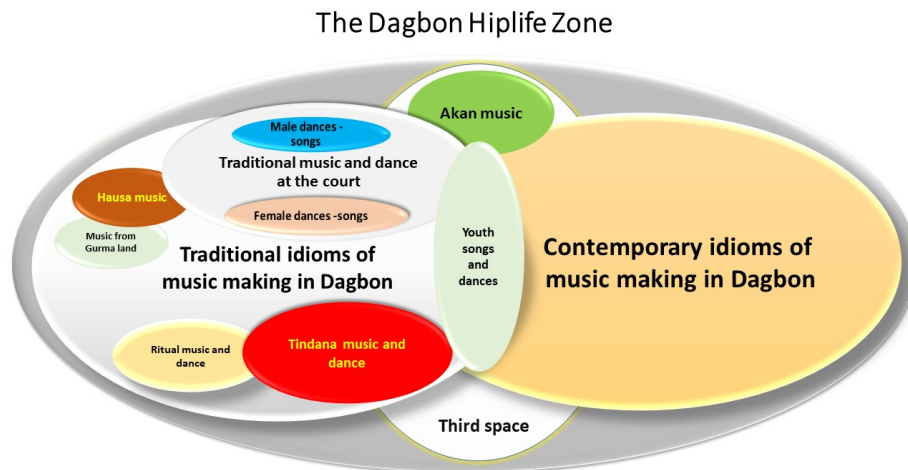 The Dagbon Hiplife Zone
Akan music
Male dances -
songs
Traditional music and dance
at the court
Hausa music
Female dances -songs
Music from
Gurma land
Traditional idioms of
music making in Dagbon
Youth
songs
and
dances
Contemporary idioms of
music making in Dagbon
Ritual music and
dance
Tindana music and
dance
Third space